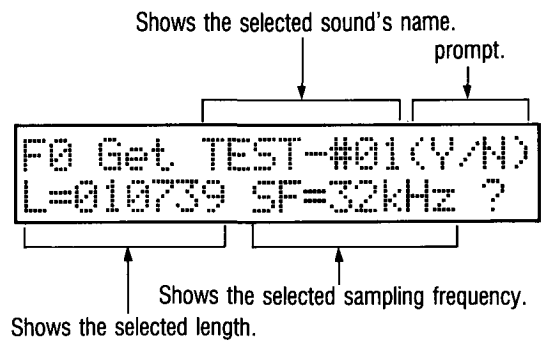 Shows the selected sound's name.
prompt.
F0 Get TEST-#01(Y/N)
L=010739 SF=32kHz ?
Shows the selected sampling frequency.
Shows the selected length.